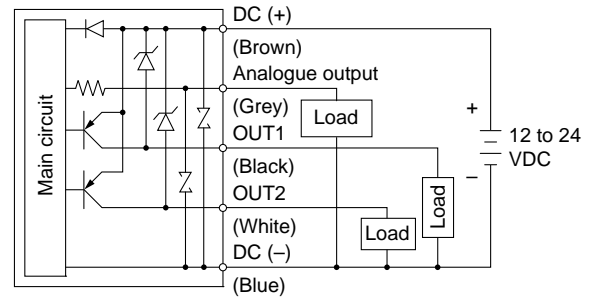 DC (+)
(Brown)
Analogue output
(Grey)
OUT1
(Black)
OUT2
(White)
DC (–)
(Blue)
Main circuit
Load
Load
Load
+
–
12 to 24
VDC